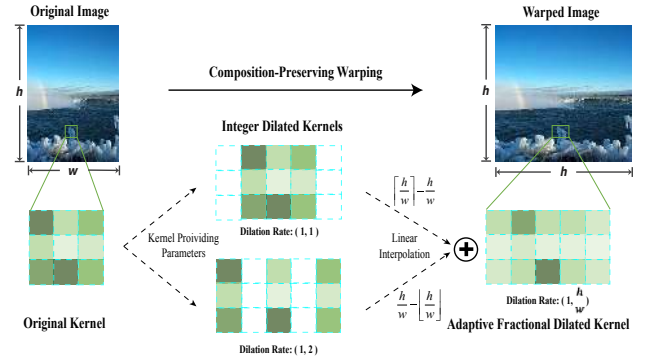 Original Image
Warped Image
Composition-Preserving Warping
h
h
w
h
Integer Dilated Kernels
Dilation Rate: ( 1, 1 )
⌈h/w⌉ − h/w
Kernel Proividing
Parameters
Linear
Interpolation
h/w − ⌊h/w⌋
Dilation Rate: ( 1, 2 )
Dilation Rate: ( 1, h/w )
Original Kernel
Adaptive Fractional Dilated Kernel